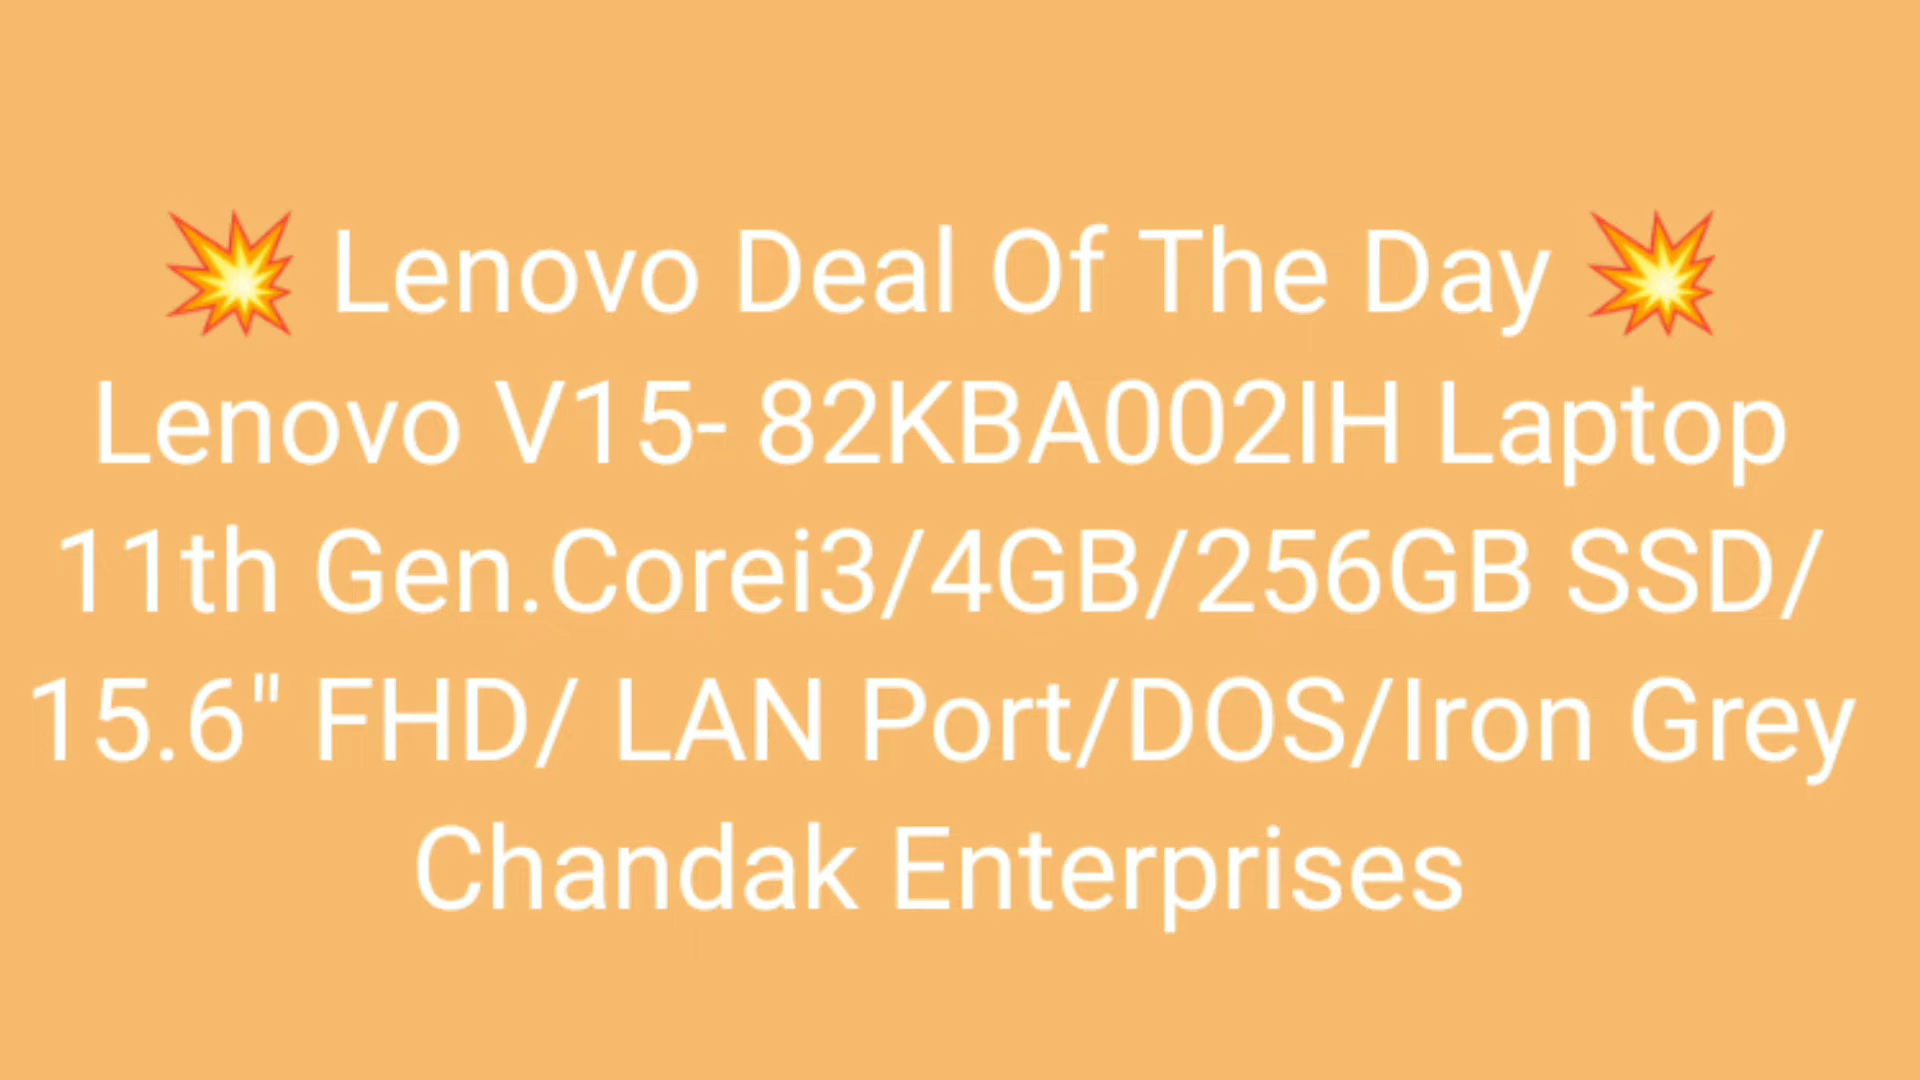 💥 Lenovo Deal Of The Day 💥
Lenovo V15- 82KBA002IH Laptop
11th Gen.Corei3/4GB/256GB SSD/
15.6" FHD/ LAN Port/DOS/Iron Grey
Chandak Enterprises